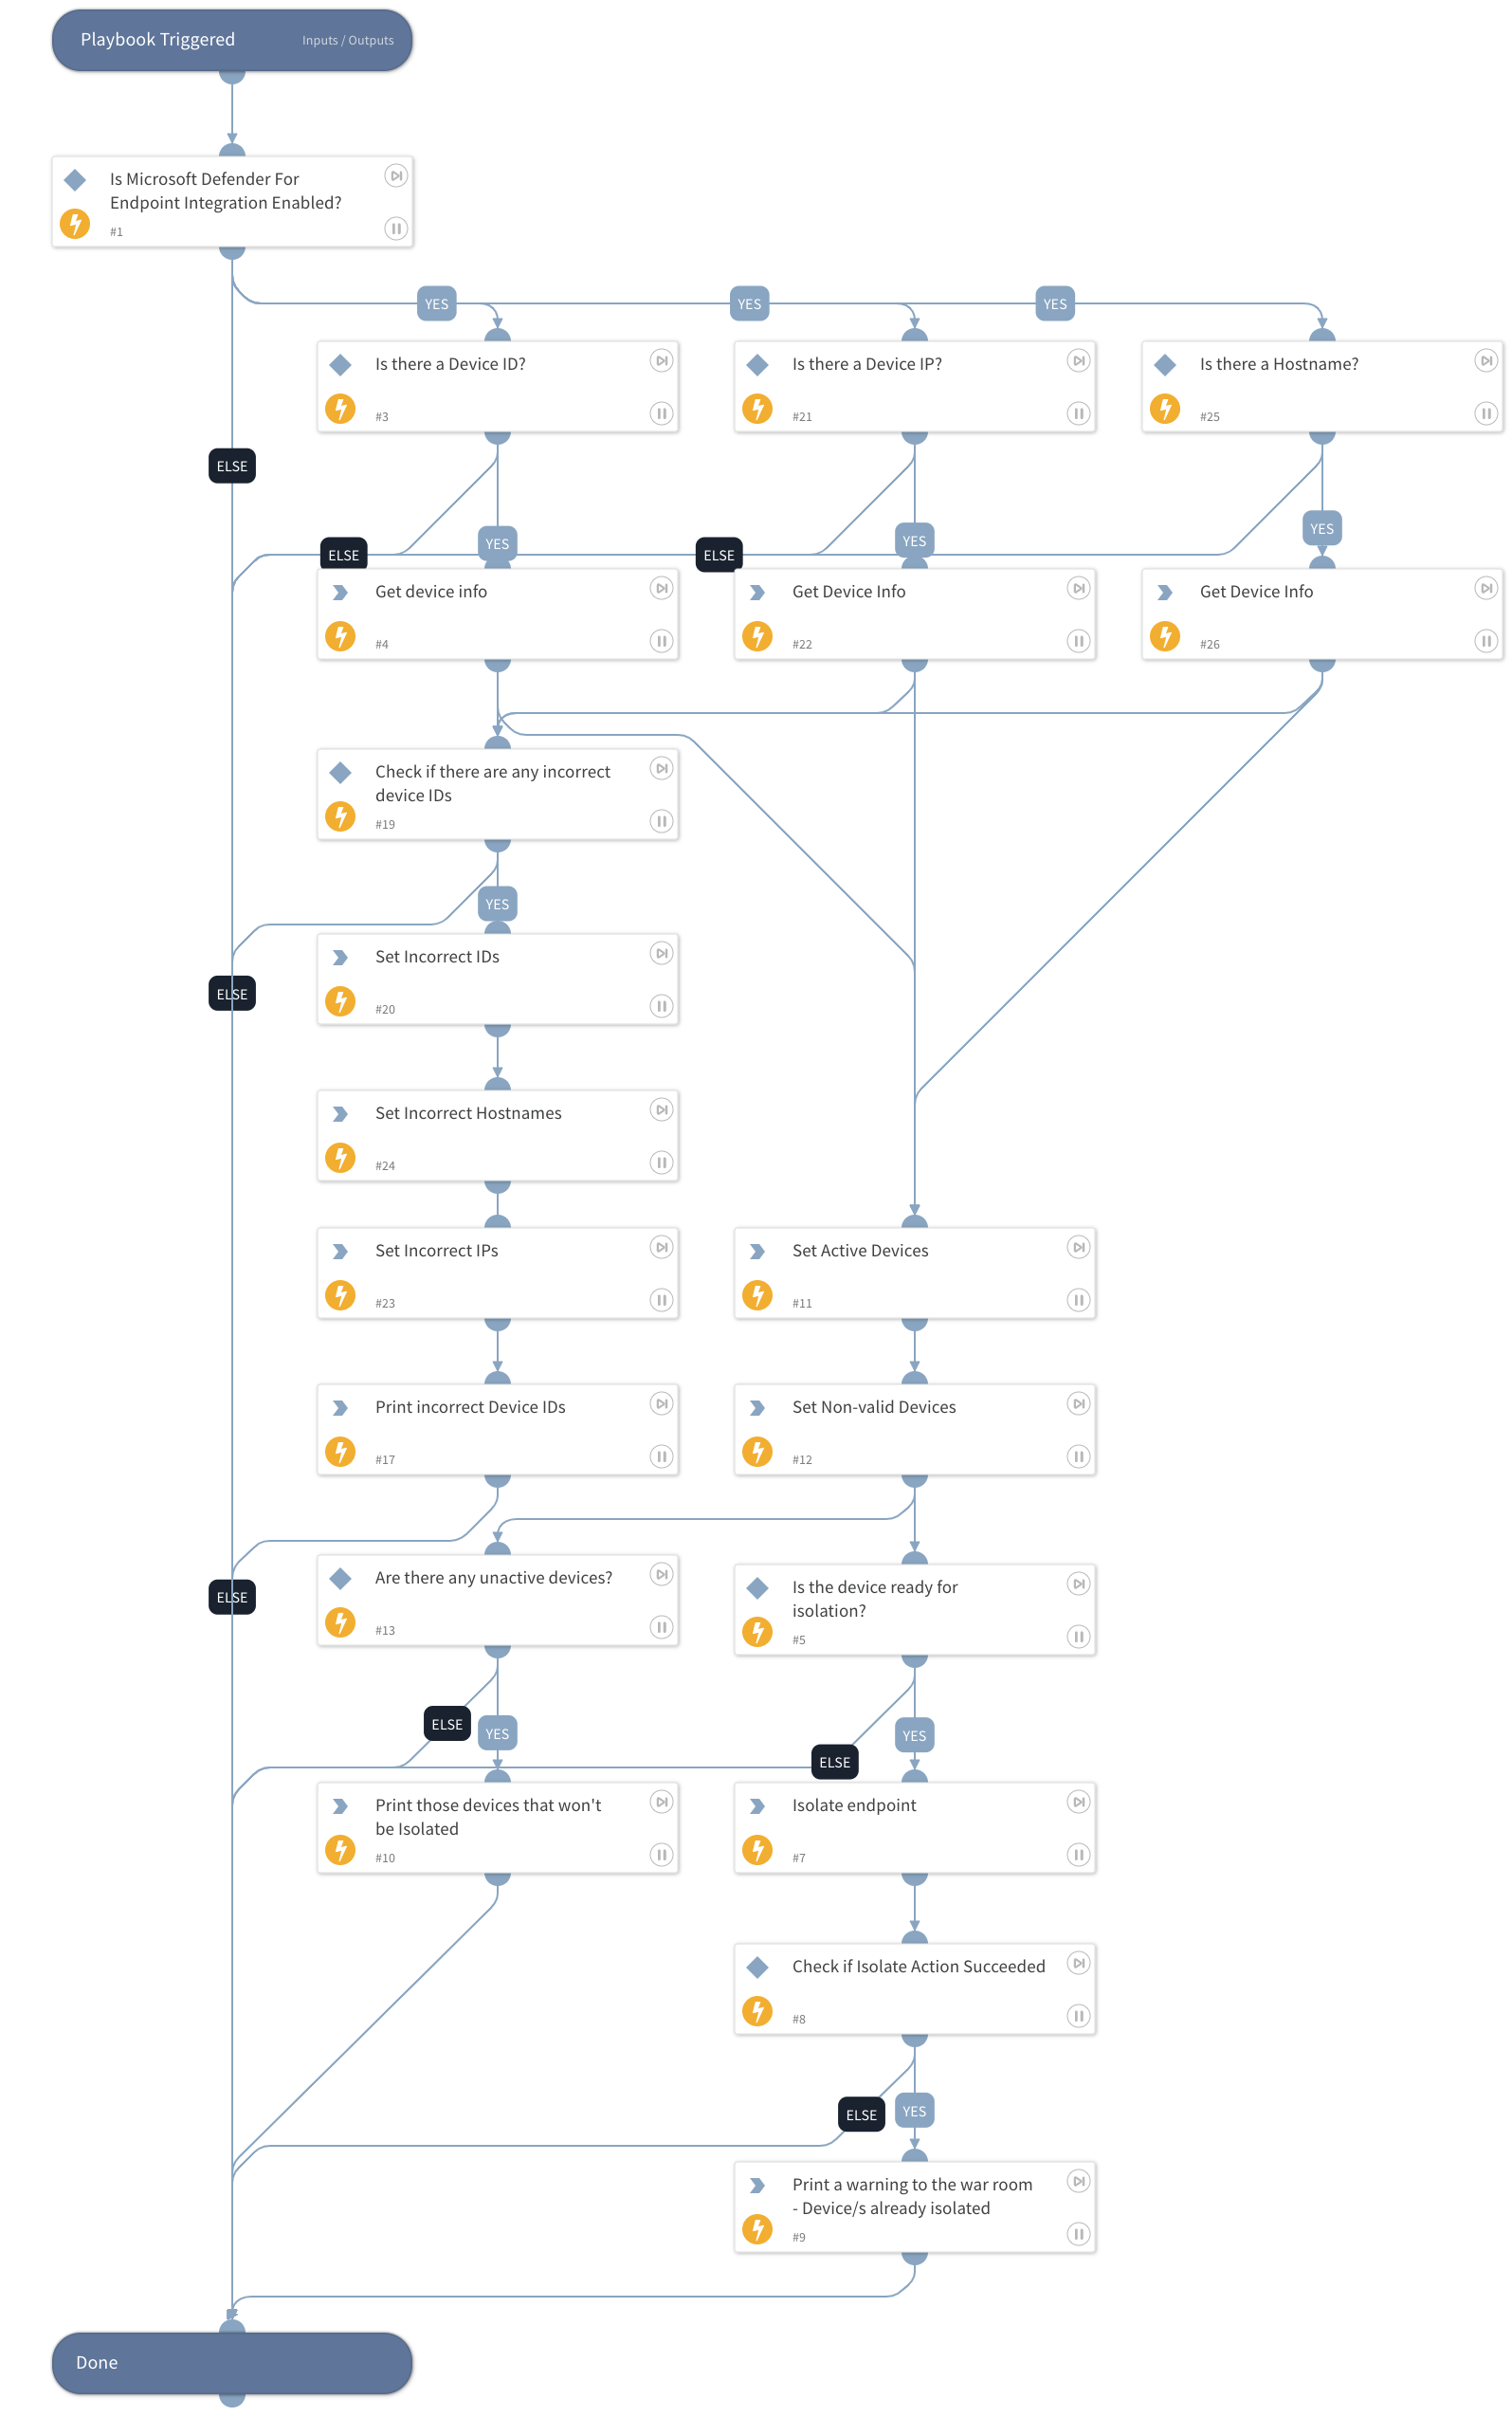 Playbook Triggered
Inputs / Outputs
Is Microsoft Defender For
Endpoint Integration Enabled?
#1
YES
YES
YES
Is there a Device ID?
#3
Is there a Device IP?
#21
Is there a Hostname?
#25
ELSE
YES
YES
YES
ELSE
ELSE
Get device info
#4
Get Device Info
#22
Get Device Info
#26
Check if there are any incorrect
device IDs
#19
YES
Set Incorrect IDs
#20
ELSE
Set Incorrect Hostnames
#24
Set Incorrect IPs
#23
Set Active Devices
#11
Print incorrect Device IDs
#17
Set Non-valid Devices
#12
Are there any unactive devices?
#13
Is the device ready for
isolation?
#5
ELSE
ELSE
YES
YES
ELSE
Print those devices that won't
be Isolated
#10
Isolate endpoint
#7
Check if Isolate Action Succeeded
#8
ELSE
YES
Print a warning to the war room
- Device/s already isolated
#9
Done